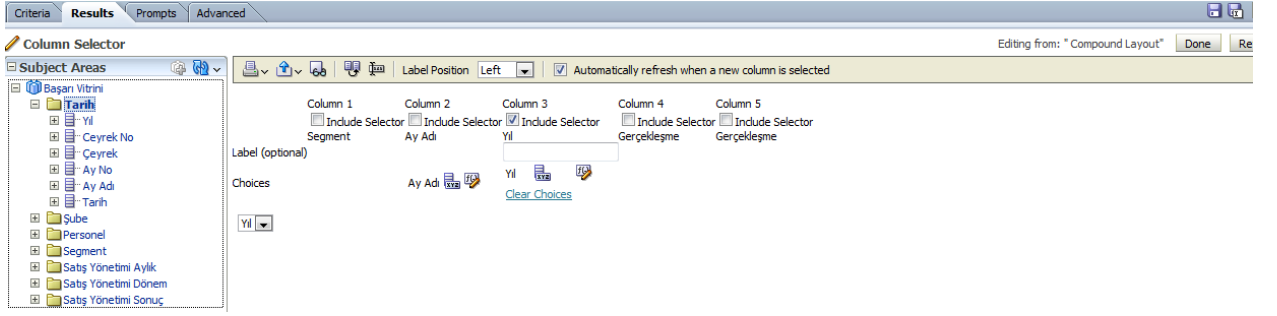 Criteria Results Prompts Advanced
Column Selector Editing from: "Compound Layout" Done Re
Subject Areas
Label Position Left Automatically refresh when a new column is selected
Başarı Vitrini
Tarih
Yıl
Ceyrek No
Çeyrek
Ay No
Ay Adı
Tarih
Şube
Personel
Segment
Satış Yönetimi Aylık
Satış Yönetimi Dönem
Satış Yönetimi Sonuç
Column 1 Column 2 Column 3 Column 4 Column 5
Include Selector Include Selector Include Selector Include Selector Include Selector
Segment Ay Adı Yıl Gerçekleşme Gerçekleşme
Label (optional)
Choices Ay Adı Yıl
Clear Choices
Yıl